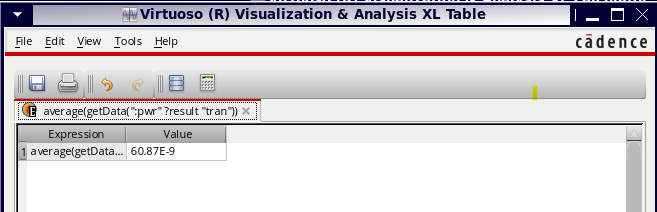 Virtuoso (R) Visualization & Analysis XL Table
File Edit View Tools Help
cādence
average(getData(":pwr" ?result "tran"))
Expression Value
1 average(getData... 60.87E-9